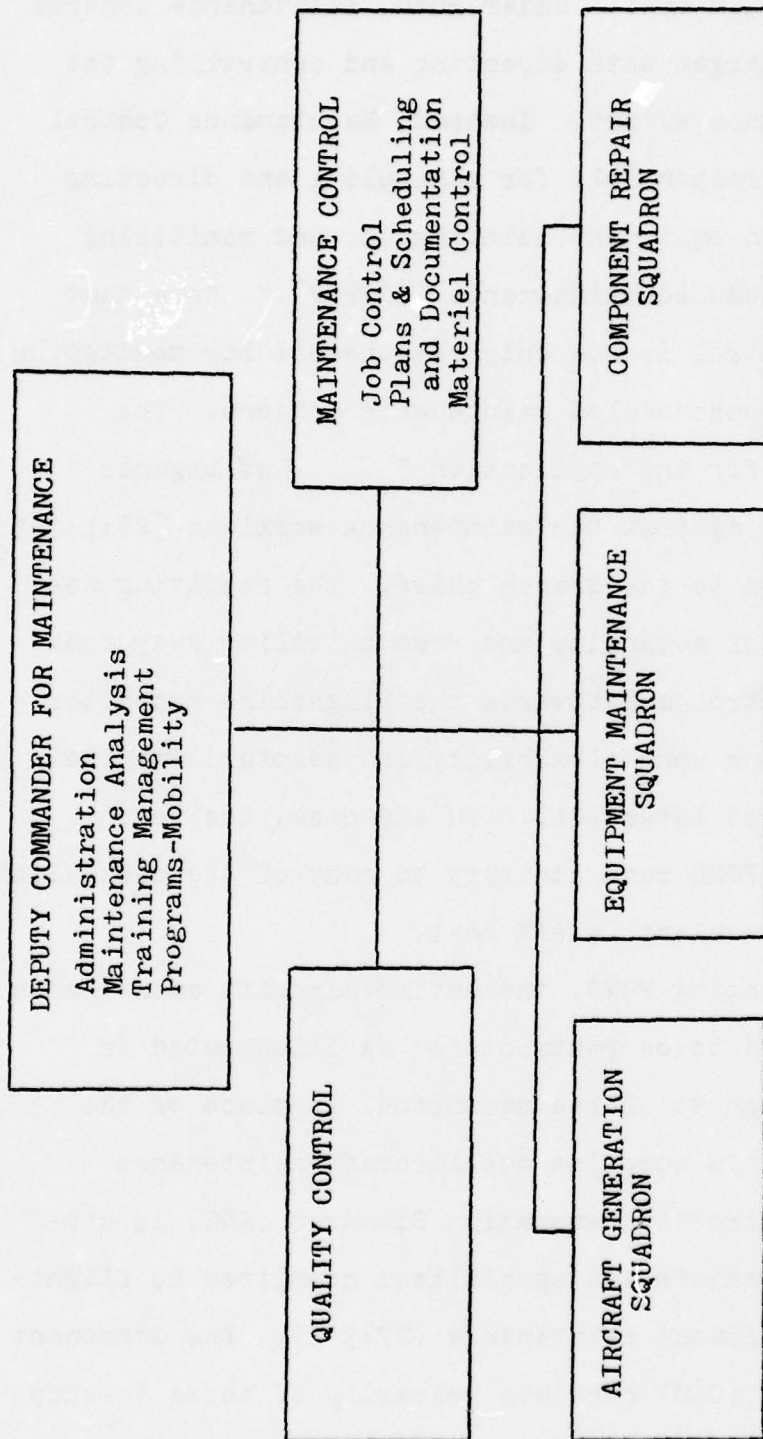 DEPUTY COMMANDER FOR MAINTENANCE
Administration
Maintenance Analysis
Training Management
Programs-Mobility
QUALITY CONTROL
MAINTENANCE CONTROL
Job Control
Plans & Scheduling
and Documentation
Material Control
AIRCRAFT GENERATION
SQUADRON
EQUIPMENT MAINTENANCE
SQUADRON
COMPONENT REPAIR
SQUADRON